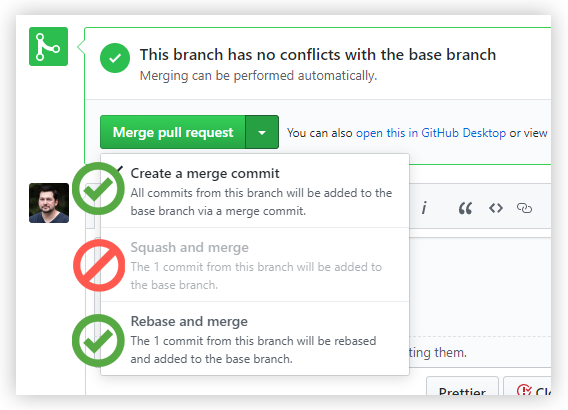 This branch has no conflicts with the base branch
Merging can be performed automatically.
Merge pull request
You can also open this in GitHub Desktop or view
Create a merge commit
All commits from this branch will be added to the
base branch via a merge commit.
Squash and merge
The 1 commit from this branch will be added to
the base branch.
Rebase and merge
The 1 commit from this branch will be rebased
and added to the base branch.
ting them.
Prettier
Clo